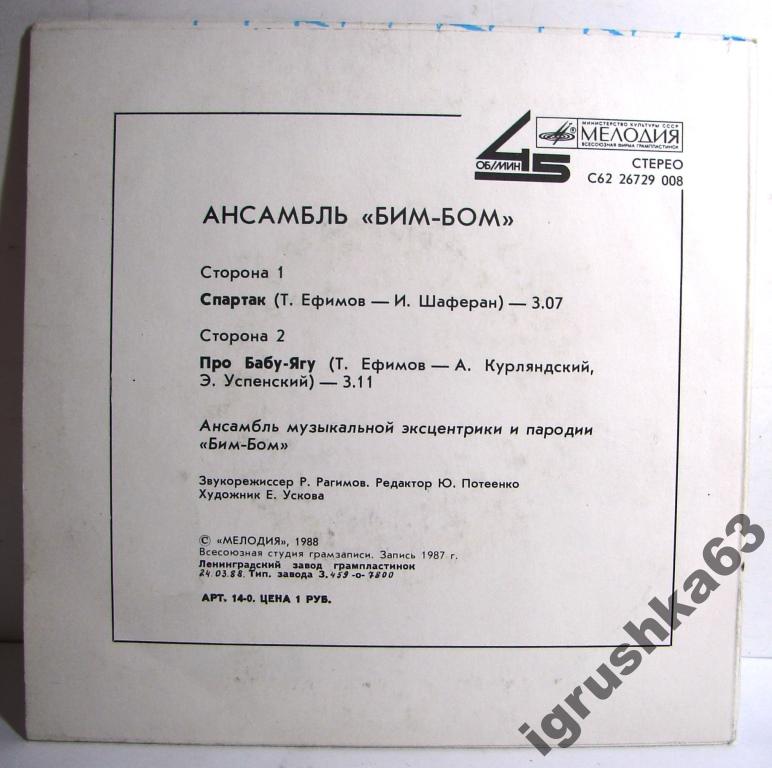 45 ОБ/МИН
МИНИСТЕРСТВО КУЛЬТУРЫ СССР
МЕЛОДИЯ
ВСЕСОЮЗНАЯ ФИРМА ГРАМПЛАСТИНОК
СТЕРЕО
С62 26729 008
АНСАМБЛЬ «БИМ-БОМ»
Сторона 1
Спартак (Т. Ефимов — И. Шаферан) — 3.07
Сторона 2
Про Бабу-Ягу (Т. Ефимов — А. Курляндский,
Э. Успенский) — 3.11
Ансамбль музыкальной эксцентрики и пародии
«Бим-Бом»
Звукорежиссер Р. Рагимов. Редактор Ю. Потеенко
Художник Е. Ускова
© «МЕЛОДИЯ», 1988
Всесоюзная студия грамзаписи. Запись 1987 г.
Ленинградский завод грампластинок
24.03.88. Тип. завода З. 459-о-7800
АРТ. 14-0. ЦЕНА 1 РУБ.
igrushka63